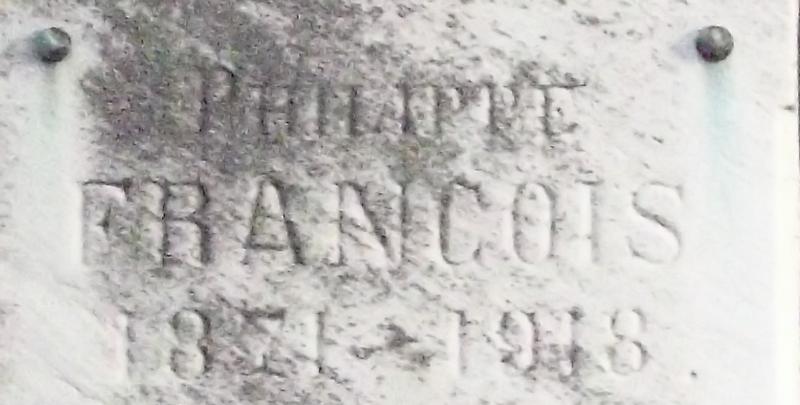 PHILIPPE
FRANCOIS
1871 - 1918